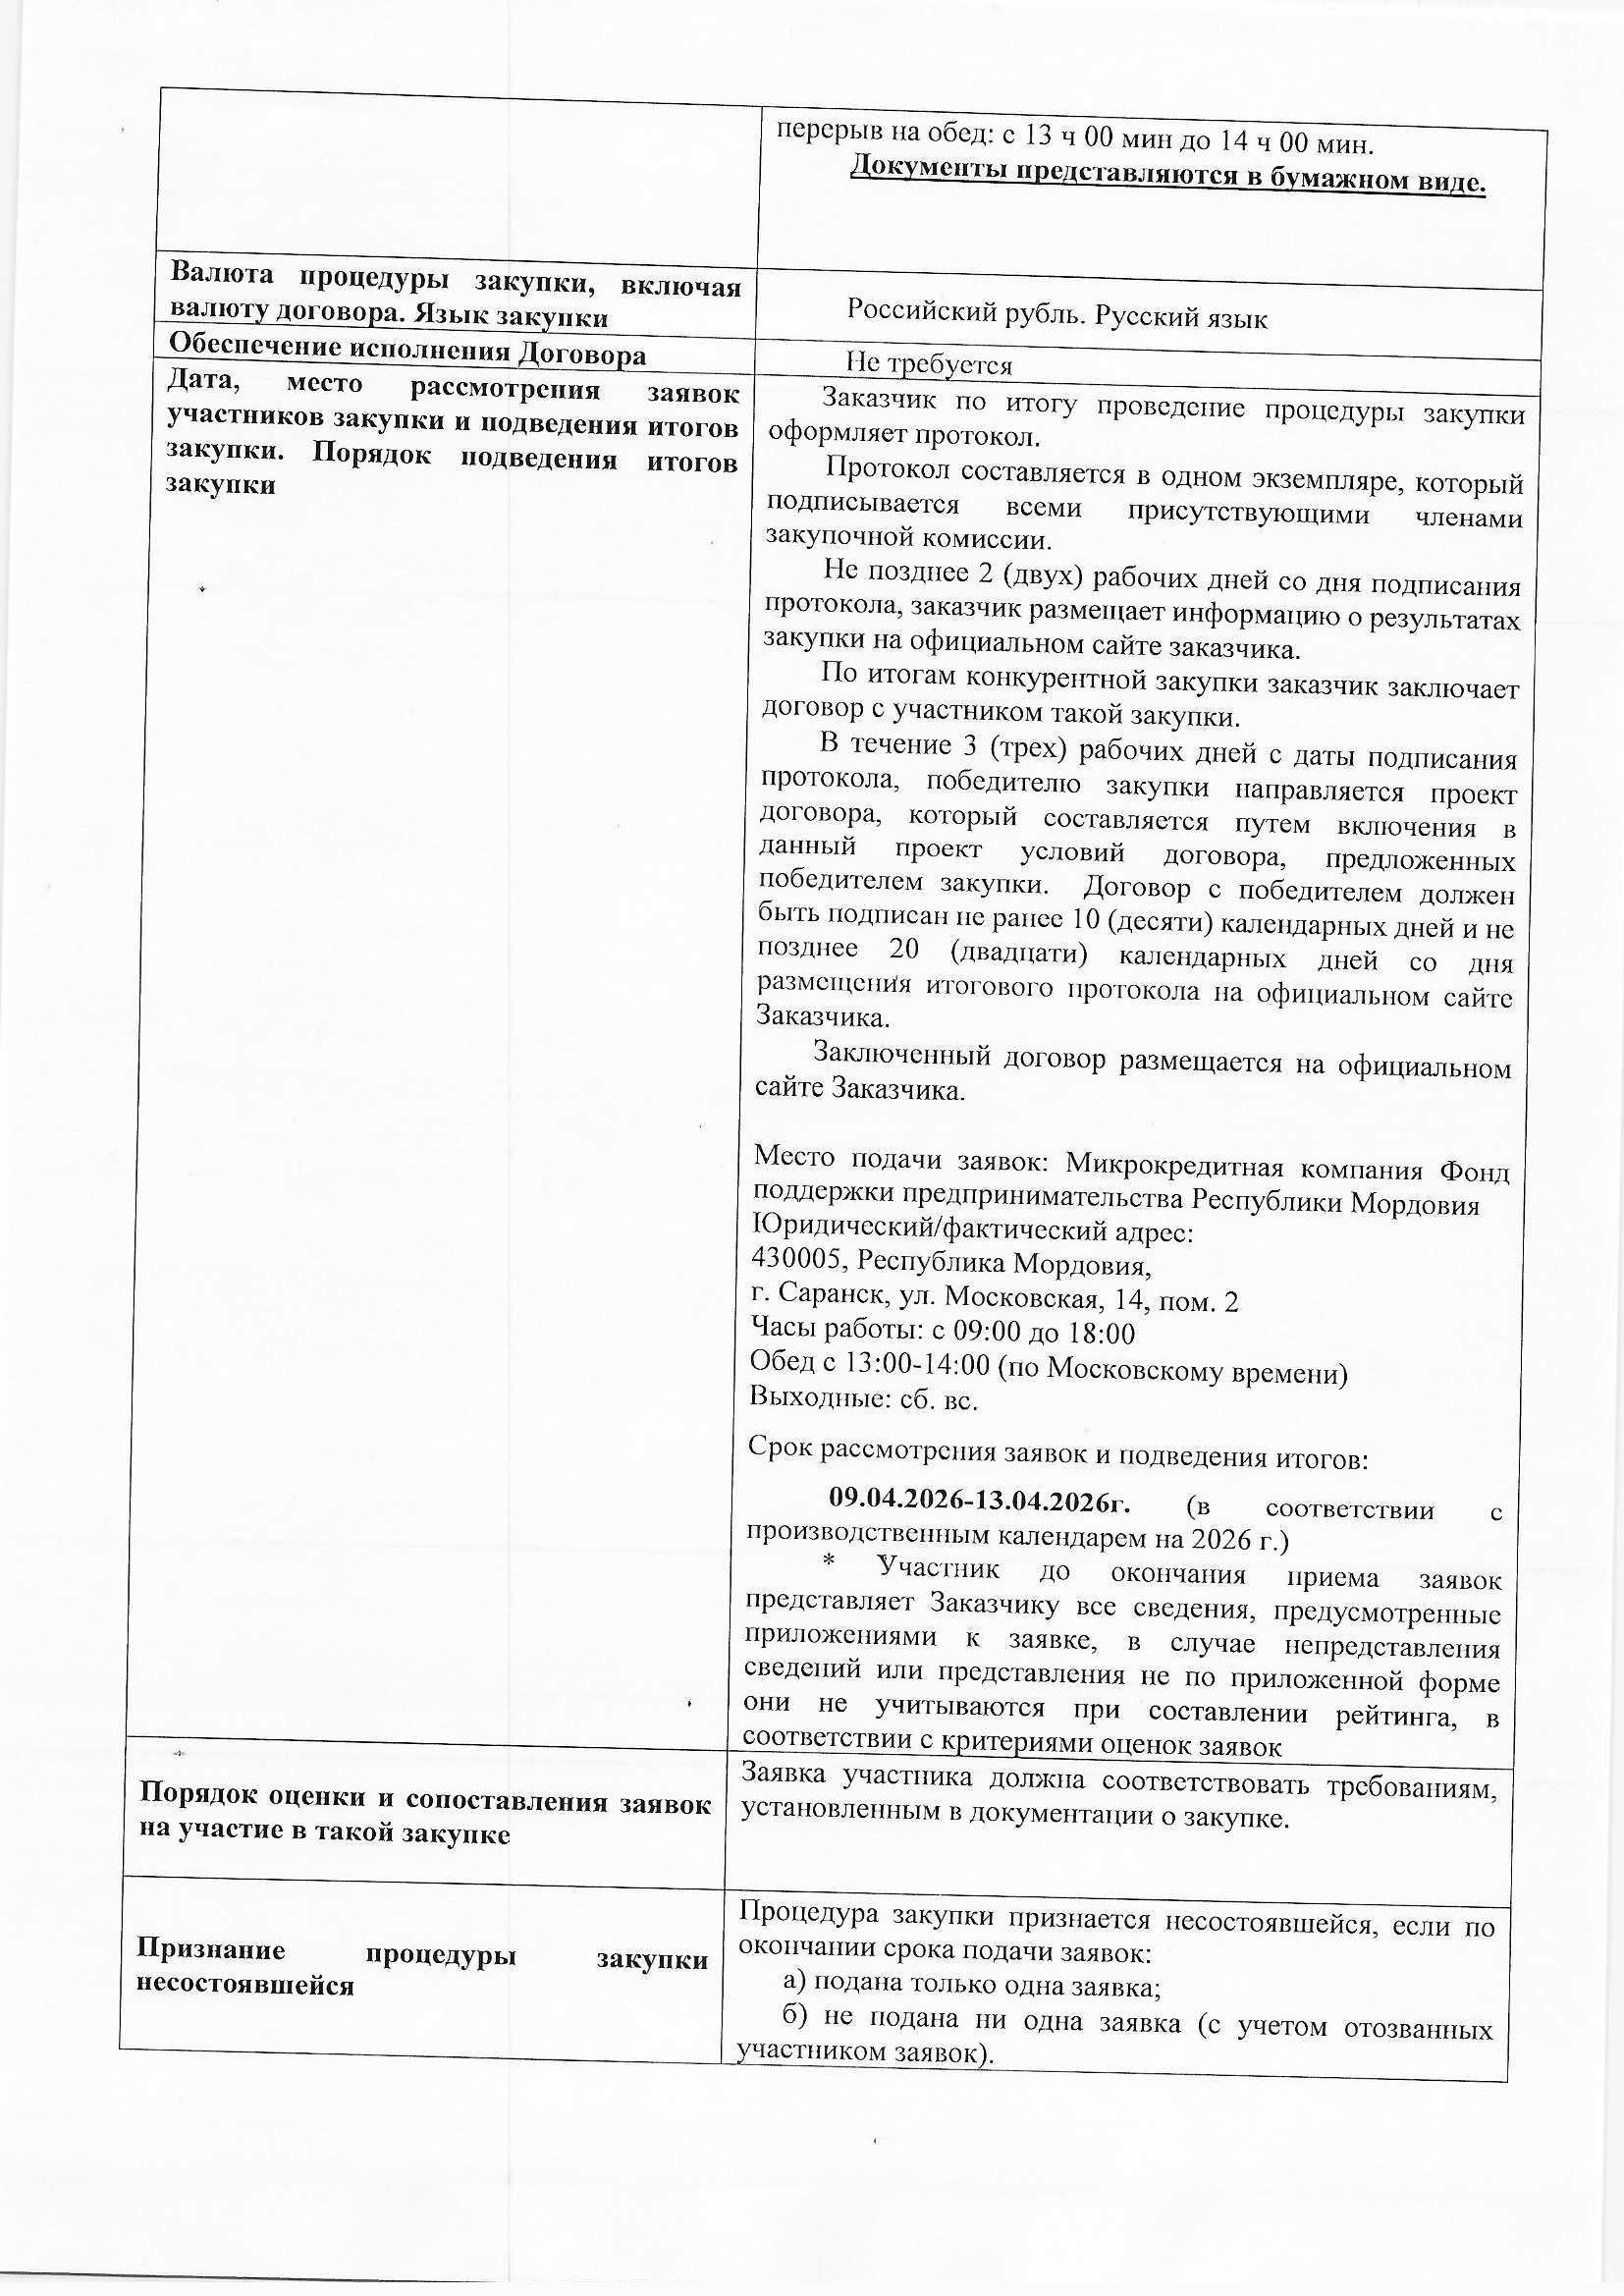 перерыв на обед: с 13 ч 00 мин до 14 ч 00 мин.
Документы представляются в бумажном виде.
Валюта процедуры закупки, включая
валюту договора. Язык закупки
Российский рубль. Русский язык
Обеспечение исполнения Договора
Не требуется
Дата, место рассмотрения заявок
участников закупки и подведения итогов
закупки. Порядок подведения итогов
закупки
Заказчик по итогу проведение процедуры закупки
оформляет протокол.
Протокол составляется в одном экземпляре, который
подписывается всеми присутствующими членами
закупочной комиссии.
Не позднее 2 (двух) рабочих дней со дня подписания
протокола, заказчик размещает информацию о результатах
закупки на официальном сайте заказчика.
По итогам конкурентной закупки заказчик заключает
договор с участником такой закупки.
В течение 3 (трех) рабочих дней с даты подписания
протокола, победителю закупки направляется проект
договора, который составляется путем включения в
данный проект условий договора, предложенных
победителем закупки. Договор с победителем должен
быть подписан не ранее 10 (десяти) календарных дней и не
позднее 20 (двадцати) календарных дней со дня
размещения итогового протокола на официальном сайте
Заказчика.
Заключенный договор размещается на официальном
сайте Заказчика.
Место подачи заявок: Микрокредитная компания Фонд
поддержки предпринимательства Республики Мордовия
Юридический/фактический адрес:
430005, Республика Мордовия,
г. Саранск, ул. Московская, 14, пом. 2
Часы работы: с 09:00 до 18:00
Обед с 13:00-14:00 (по Московскому времени)
Выходные: сб. вс.
Срок рассмотрения заявок и подведения итогов:
09.04.2026-13.04.2026г. (в соответствии с
производственным календарем на 2026 г.)
* Участник до окончания приема заявок
представляет Заказчику все сведения, предусмотренные
приложениями к заявке, в случае непредставления
сведений или представления не по приложенной форме
они не учитываются при составлении рейтинга, в
соответствии с критериями оценок заявок
Порядок оценки и сопоставления заявок
на участие в такой закупке
Заявка участника должна соответствовать требованиям,
установленным в документации о закупке.
Признание процедуры закупки
несостоявшейся
Процедура закупки признается несостоявшейся, если по
окончании срока подачи заявок:
а) подана только одна заявка;
б) не подана ни одна заявка (с учетом отозванных
участником заявок).